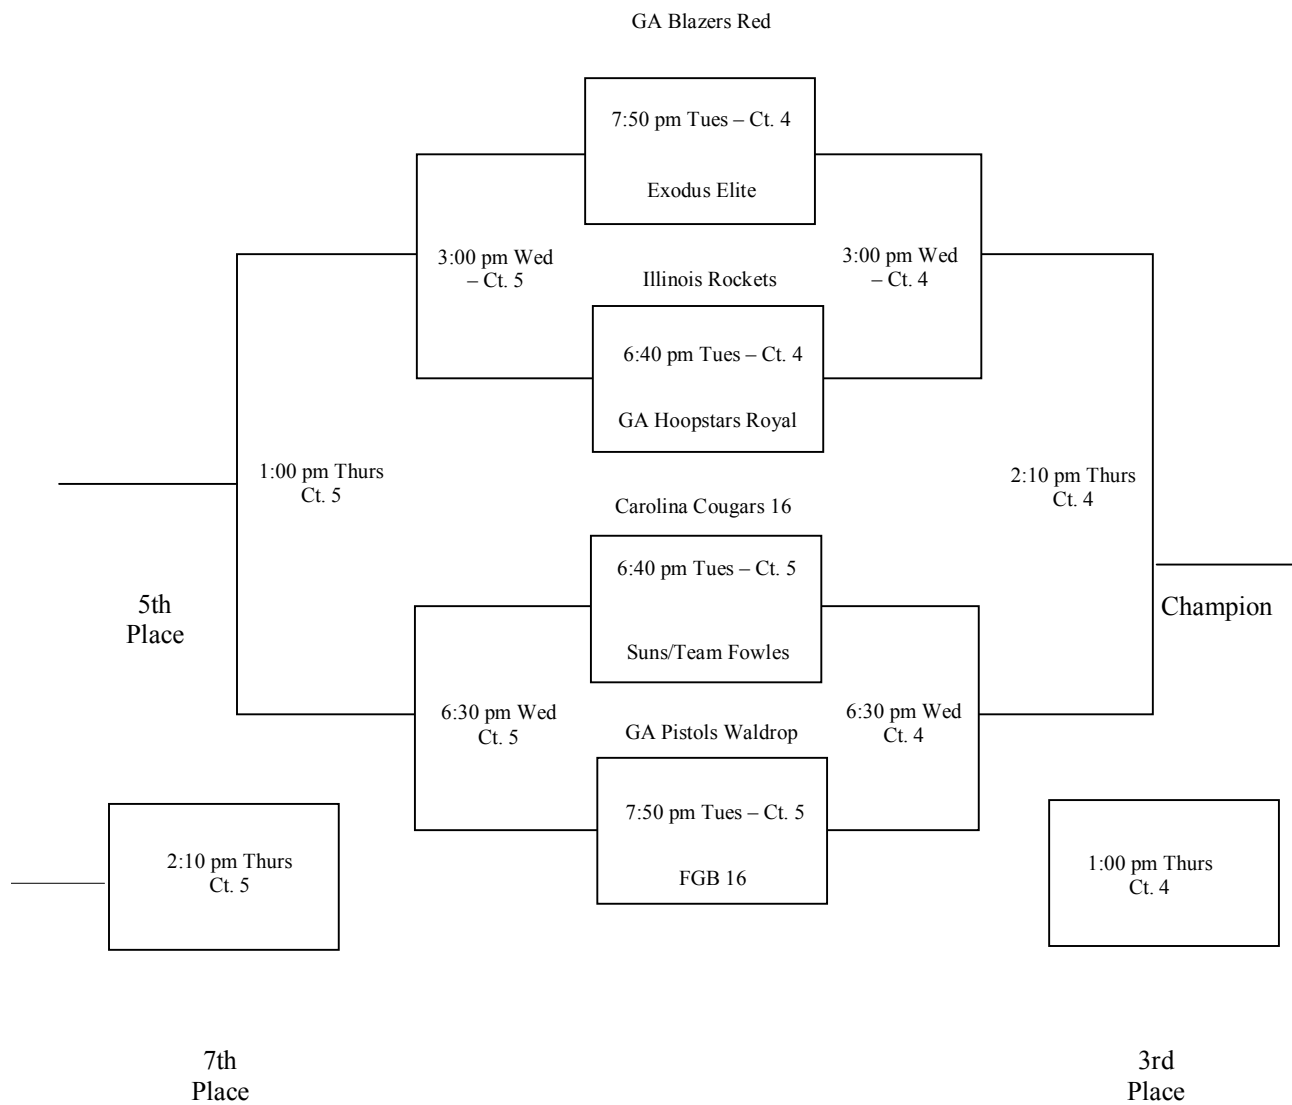 GA Blazers Red
7:50 pm Tues – Ct. 4
Exodus Elite
3:00 pm Wed
– Ct. 5
Illinois Rockets
3:00 pm Wed
– Ct. 4
6:40 pm Tues – Ct. 4
GA Hoopstars Royal
1:00 pm Thurs
Ct. 5
2:10 pm Thurs
Ct. 4
Carolina Cougars 16
6:40 pm Tues – Ct. 5
5th
Place
Champion
Suns/Team Fowles
6:30 pm Wed
Ct. 5
GA Pistols Waldrop
6:30 pm Wed
Ct. 4
7:50 pm Tues – Ct. 5
FGB 16
2:10 pm Thurs
Ct. 5
1:00 pm Thurs
Ct. 4
7th
Place
3rd
Place